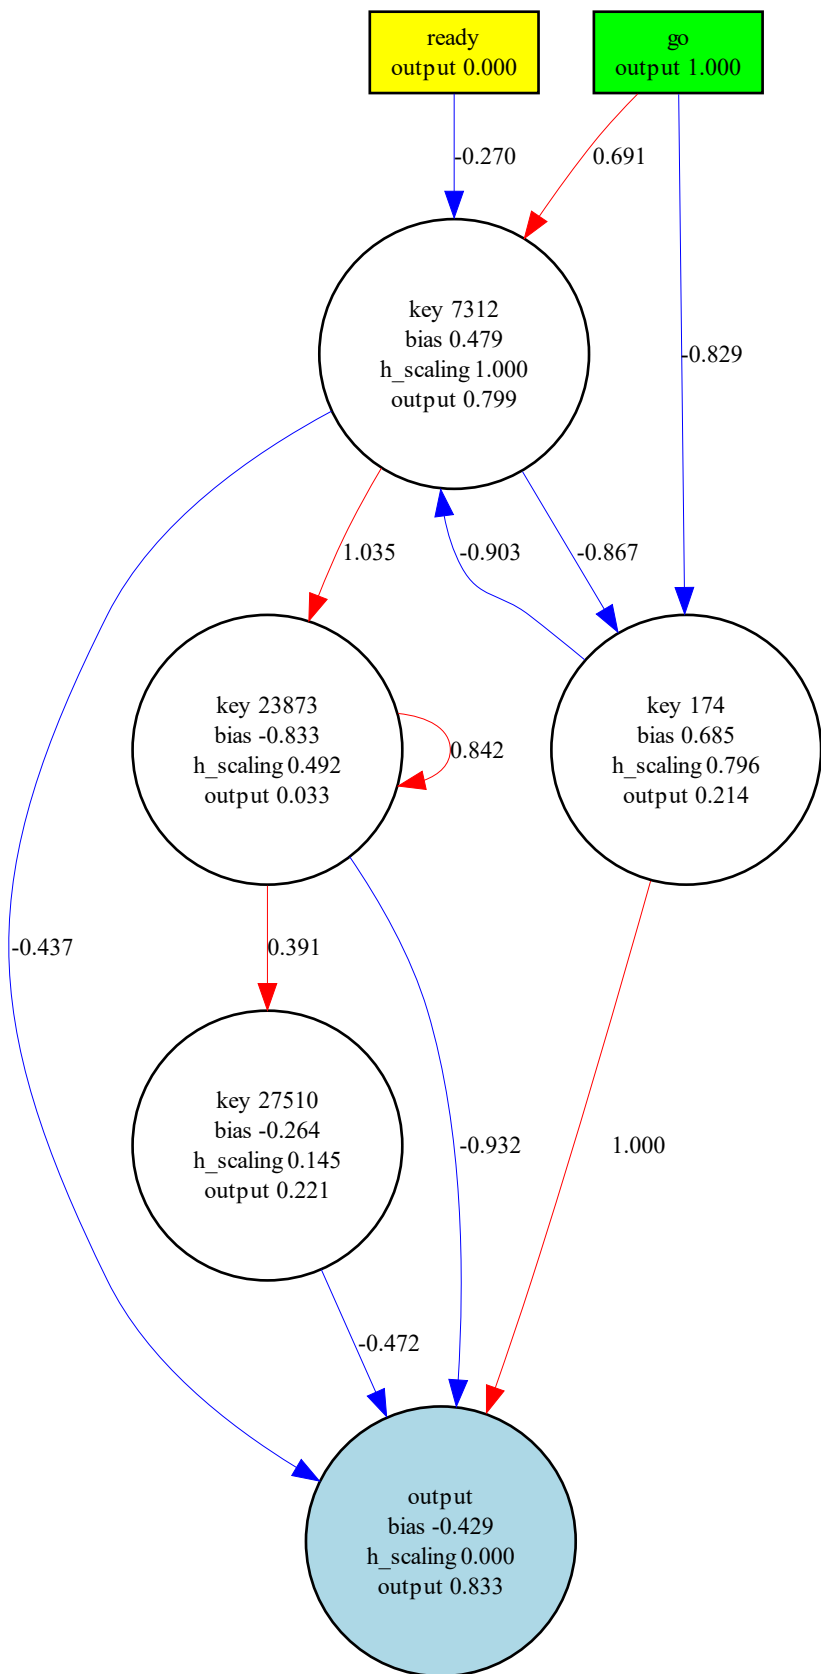 ready
output 0.000
go
output 1.000
-0.270
0.691
key 7312
bias 0.479
h_scaling 1.000
output 0.799
-0.829
1.035
-0.903
-0.867
key 23873
bias -0.833
h_scaling 0.492
output 0.033
0.842
key 174
bias 0.685
h_scaling 0.796
output 0.214
-0.437
0.391
key 27510
bias -0.264
h_scaling 0.145
output 0.221
-0.932
1.000
-0.472
output
bias -0.429
h_scaling 0.000
output 0.833